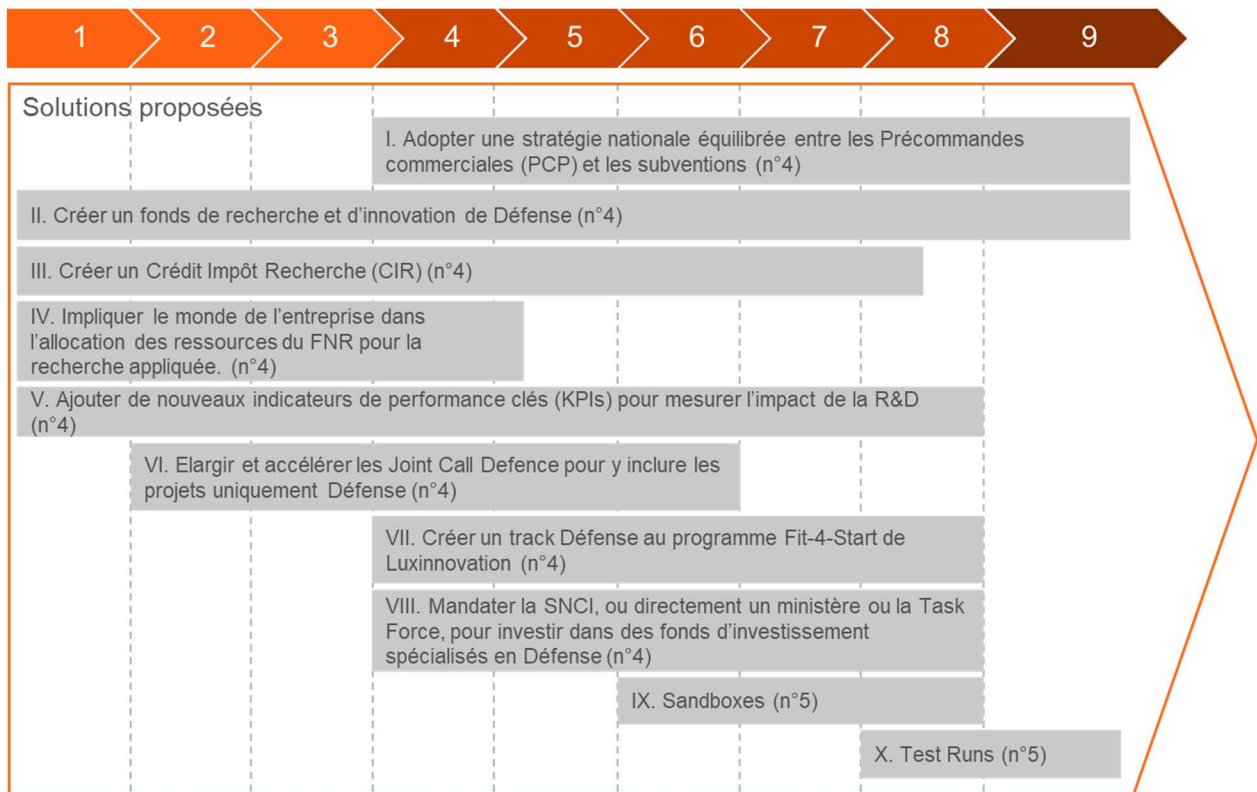 1 2 3 4 5 6 7 8 9
Solutions proposées
I. Adopter une stratégie nationale équilibrée entre les Précommandes
commerciales (PCP) et les subventions (n°4)
II. Créer un fonds de recherche et d'innovation de Défense (n°4)
III. Créer un Crédit Impôt Recherche (CIR) (n°4)
IV. Impliquer le monde de l'entreprise dans
l'allocation des ressources du FNR pour la
recherche appliquée. (n°4)
V. Ajouter de nouveaux indicateurs de performance clés (KPIs) pour mesurer l'impact de la R&D
(n°4)
VI. Elargir et accélérer les Joint Call Defence pour y inclure les
projets uniquement Défense (n°4)
VII. Créer un track Défense au programme Fit-4-Start de
Luxinnovation (n°4)
VIII. Mandater la SNCI, ou directement un ministère ou la Task
Force, pour investir dans des fonds d'investissement
spécialisés en Défense (n°4)
IX. Sandboxes (n°5)
X. Test Runs (n°5)